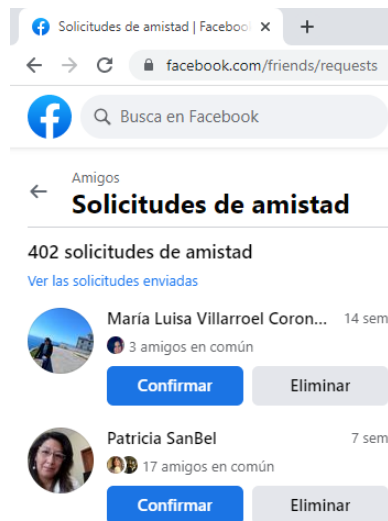 Solicitudes de amistad | Faceboo
facebook.com/friends/requests
Busca en Facebook
Amigos
Solicitudes de amistad
402 solicitudes de amistad
Ver las solicitudes enviadas
María Luisa Villarroel Coron... 14 sem
3 amigos en común
Confirmar Eliminar
Patricia SanBel 7 sem
17 amigos en común
Confirmar Eliminar